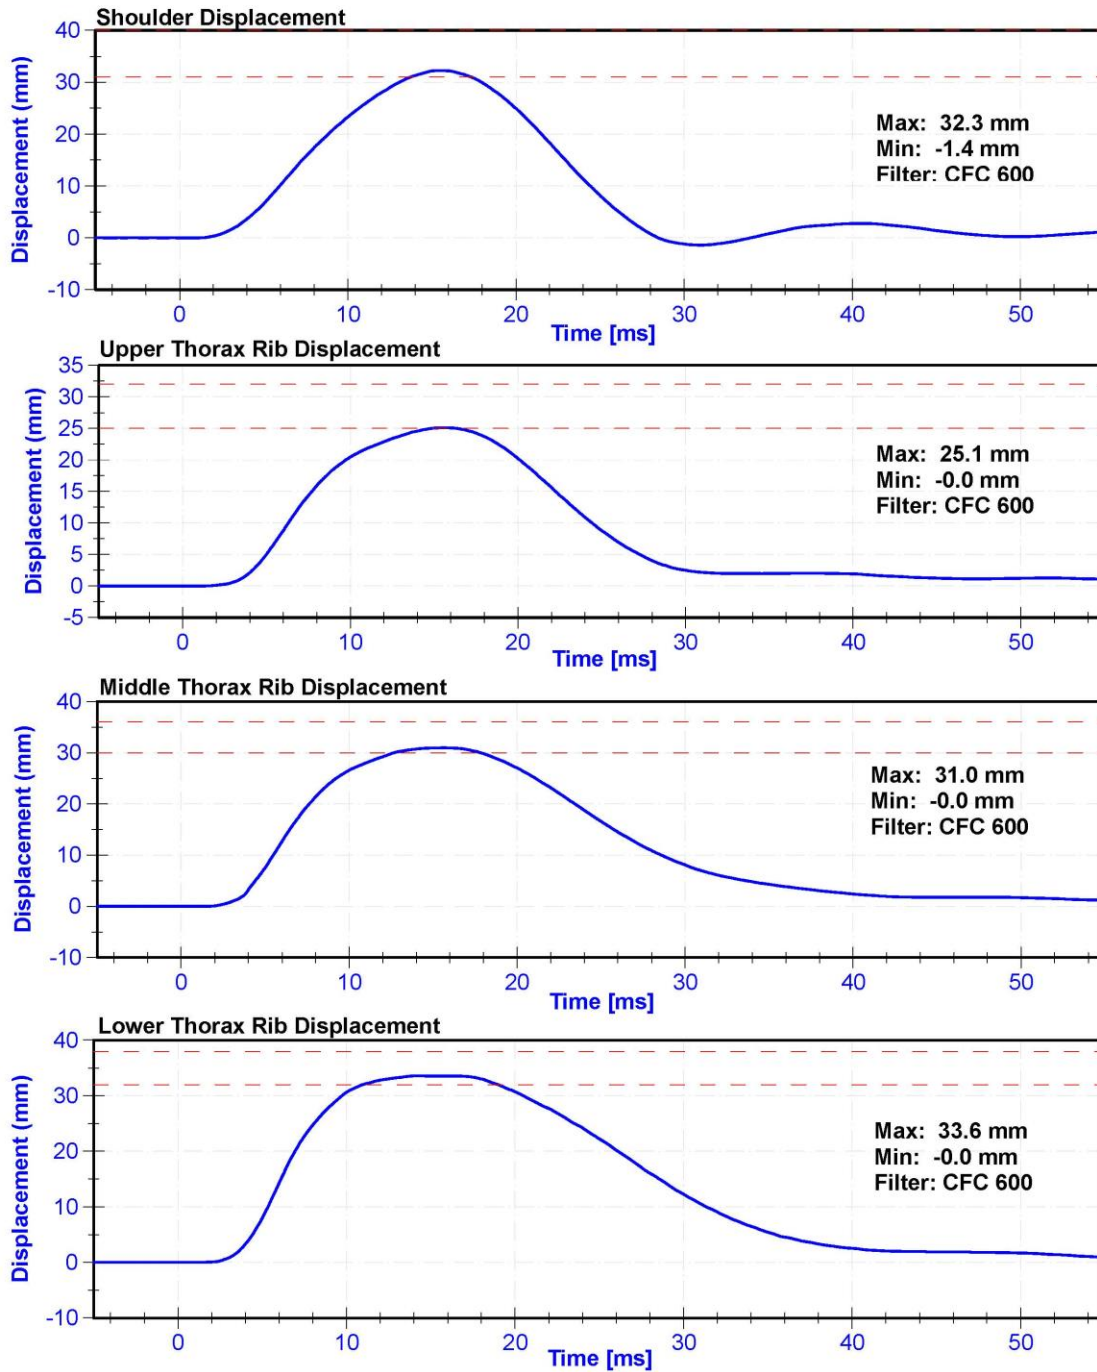 Shoulder Displacement
40
30
20
10
0
-10
Displacement (mm)
Max: 32.3 mm
Min: -1.4 mm
Filter: CFC 600
0 10 20 30 40 50
Time [ms]
Upper Thorax Rib Displacement
35
30
25
20
15
10
5
0
-5
Displacement (mm)
Max: 25.1 mm
Min: -0.0 mm
Filter: CFC 600
0 10 20 30 40 50
Time [ms]
Middle Thorax Rib Displacement
40
30
20
10
0
-10
Displacement (mm)
Max: 31.0 mm
Min: -0.0 mm
Filter: CFC 600
0 10 20 30 40 50
Time [ms]
Lower Thorax Rib Displacement
40
30
20
10
0
-10
Displacement (mm)
Max: 33.6 mm
Min: -0.0 mm
Filter: CFC 600
0 10 20 30 40 50
Time [ms]